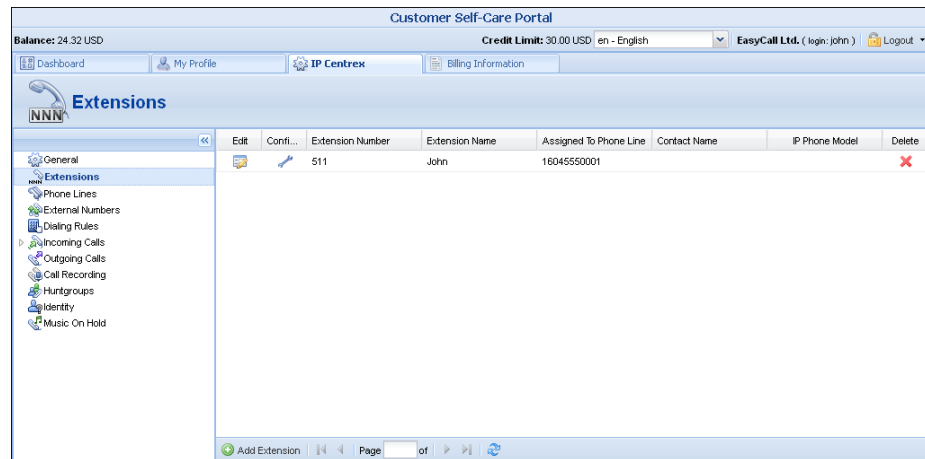 Customer Self-Care Portal
Balance: 24.32 USD Credit Limit: 30.00 USD en - English EasyCall Ltd. ( login: john ) Logout
Dashboard My Profile IP Centrex Billing Information
NNN Extensions
Edit Confi... Extension Number Extension Name Assigned To Phone Line Contact Name IP Phone Model Delete
511 John 16045550001
General
NNN Extensions
Phone Lines
External Numbers
Dialing Rules
Incoming Calls
Outgoing Calls
Call Recording
Huntgroups
Identity
Music On Hold
Add Extension Page of